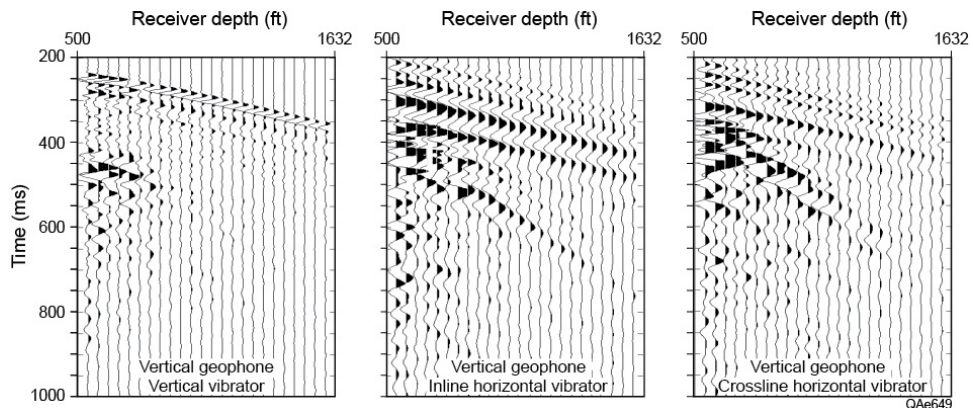 Receiver depth (ft)
Receiver depth (ft)
Receiver depth (ft)
500
1632
500
1632
500
1632
200
400
600
800
1000
Time (ms)
Vertical geophone
Vertical vibrator
Vertical geophone
Inline horizontal vibrator
Vertical geophone
Crossline horizontal vibrator
QAe649